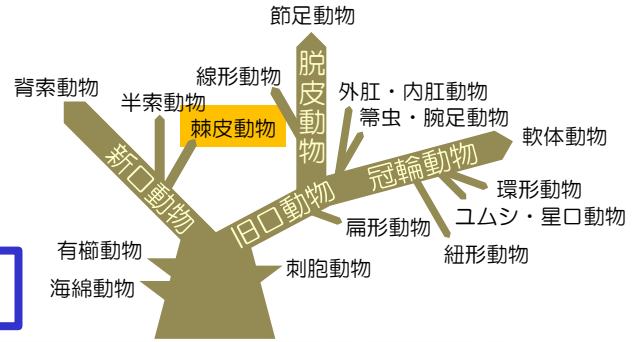 節足動物
脱皮動物
線形動物
背索動物
半索動物
棘皮動物
外肛・内肛動物
箒虫・腕足動物
軟体動物
新口動物
旧口動物
冠輪動物
環形動物
ユムシ・星口動物
扁形動物
紐形動物
有櫛動物
海綿動物
刺胞動物